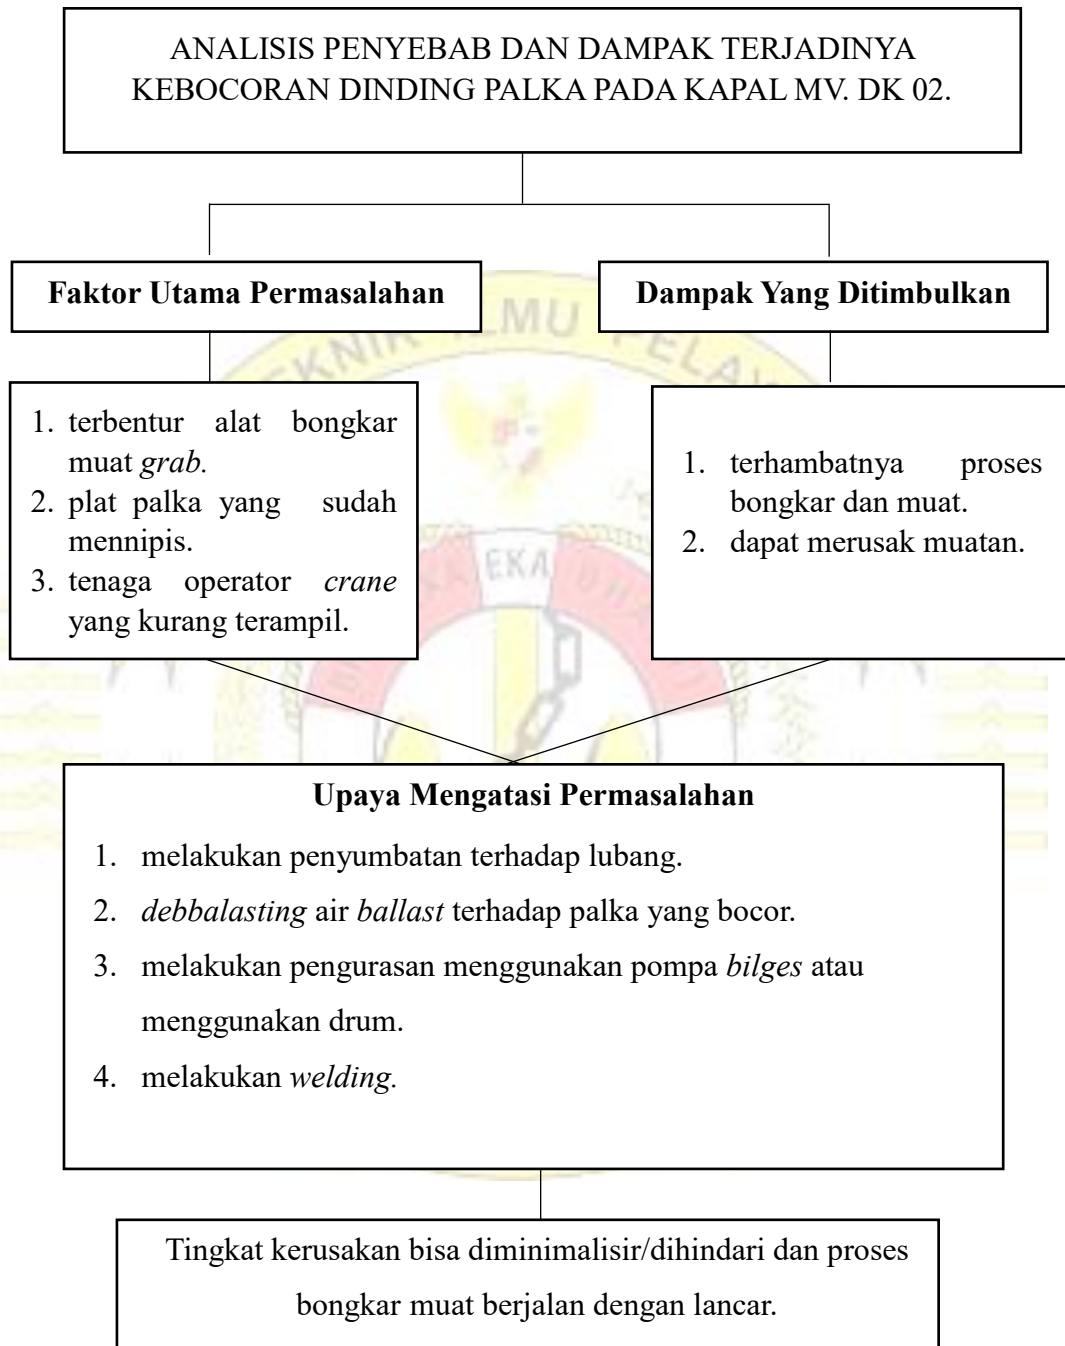 ANALISIS PENYEBAB DAN DAMPAK TERJADINYA
KEBOCORAN DINDING PALKA PADA KAPAL MV. DK 02.
Faktor Utama Permasalahan
Dampak Yang Ditimbulkan
1. terbentur alat bongkar
muat grab.
2. plat palka yang sudah
mennipis.
3. tenaga operator crane
yang kurang terampil.
1. terhambatnya proses
bongkar dan muat.
2. dapat merusak muatan.
Upaya Mengatasi Permasalahan
1. melakukan penyumbatan terhadap lubang.
2. debbalasting air ballast terhadap palka yang bocor.
3. melakukan pengurasan menggunakan pompa bilges atau
menggunakan drum.
4. melakukan welding.
Tingkat kerusakan bisa diminimalisir/dihindari dan proses
bongkar muat berjalan dengan lancar.